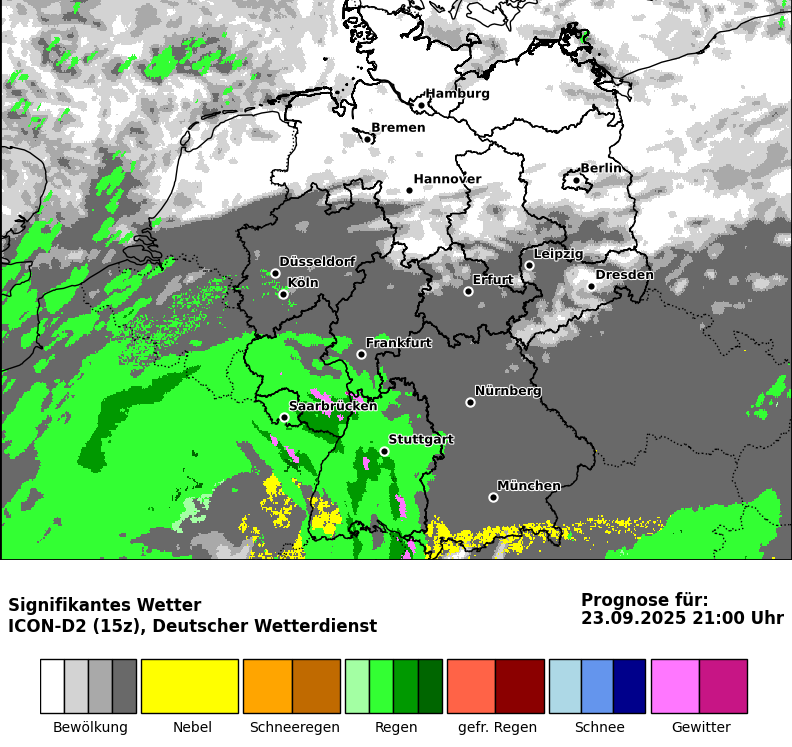 Hamburg
Bremen
Berlin
Hannover
Leipzig
Düsseldorf
Dresden
Erfurt
Köln
Frankfurt
Nürnberg
Saarbrücken
Stuttgart
München
Signifikantes Wetter
ICON-D2 (15z), Deutscher Wetterdienst
Prognose für:
23.09.2025 21:00 Uhr
Bewölkung
Nebel
Schneeregen
Regen
gefr. Regen
Schnee
Gewitter